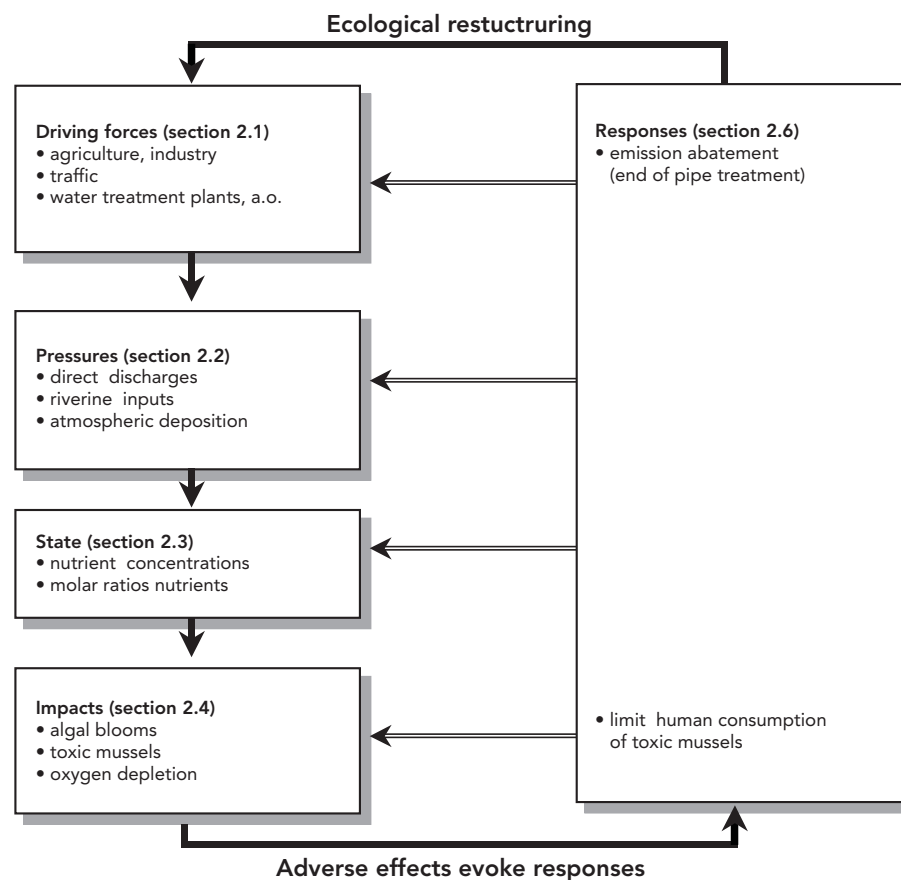 Ecological restuctruring
Driving forces (section 2.1)
• agriculture, industry
• traffic
• water treatment plants, a.o.
Responses (section 2.6)
• emission abatement
(end of pipe treatment)
Pressures (section 2.2)
• direct discharges
• riverine inputs
• atmospheric deposition
State (section 2.3)
• nutrient concentrations
• molar ratios nutrients
Impacts (section 2.4)
• algal blooms
• toxic mussels
• oxygen depletion
• limit human consumption
of toxic mussels
Adverse effects evoke responses